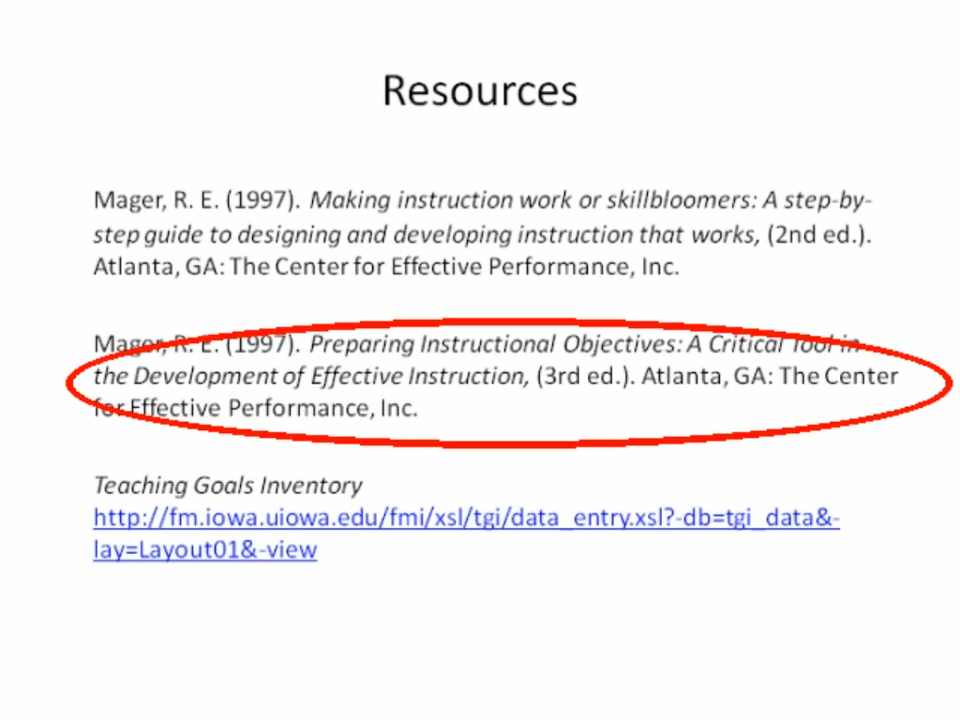 Resources
Mager, R. E. (1997). Making instruction work or skillbloomers: A step-by-
step guide to designing and developing instruction that works, (2nd ed.).
Atlanta, GA: The Center for Effective Performance, Inc.
Mager, R. E. (1997). Preparing Instructional Objectives: A Critical Tool in
the Development of Effective Instruction, (3rd ed.). Atlanta, GA: The Center
for Effective Performance, Inc.
Teaching Goals Inventory
http://fm.iowa.uiowa.edu/fmi/xsl/tgi/data_entry.xsl?-db=tgi_data&-
lay=Layout01&-view